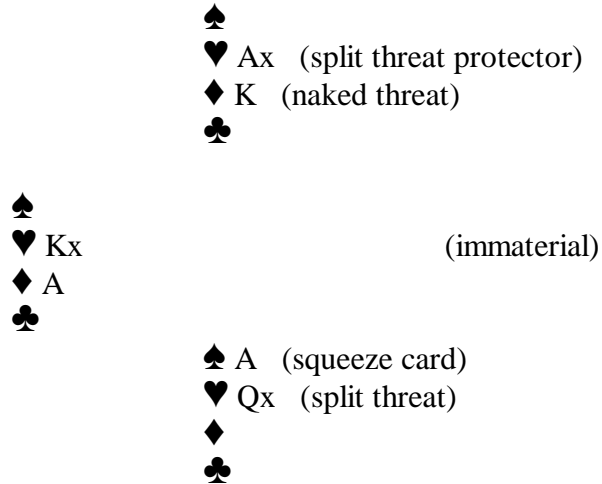 ♠
♥ Ax (split threat protector)
♦ K (naked threat)
♣
♠
♥ Kx (immaterial)
♦ A
♣
♠ A (squeeze card)
♥ Qx (split threat)
♦
♣